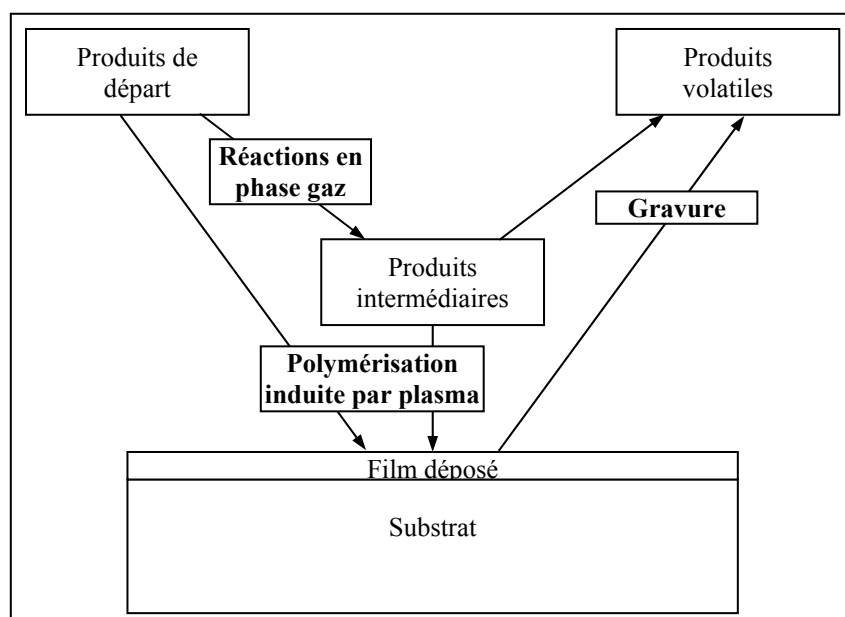 Produits de
départ
Produits
volatiles
Réactions en
phase gaz
Gravure
Produits
intermédiaires
Polymérisation
induite par plasma
Film déposé
Substrat